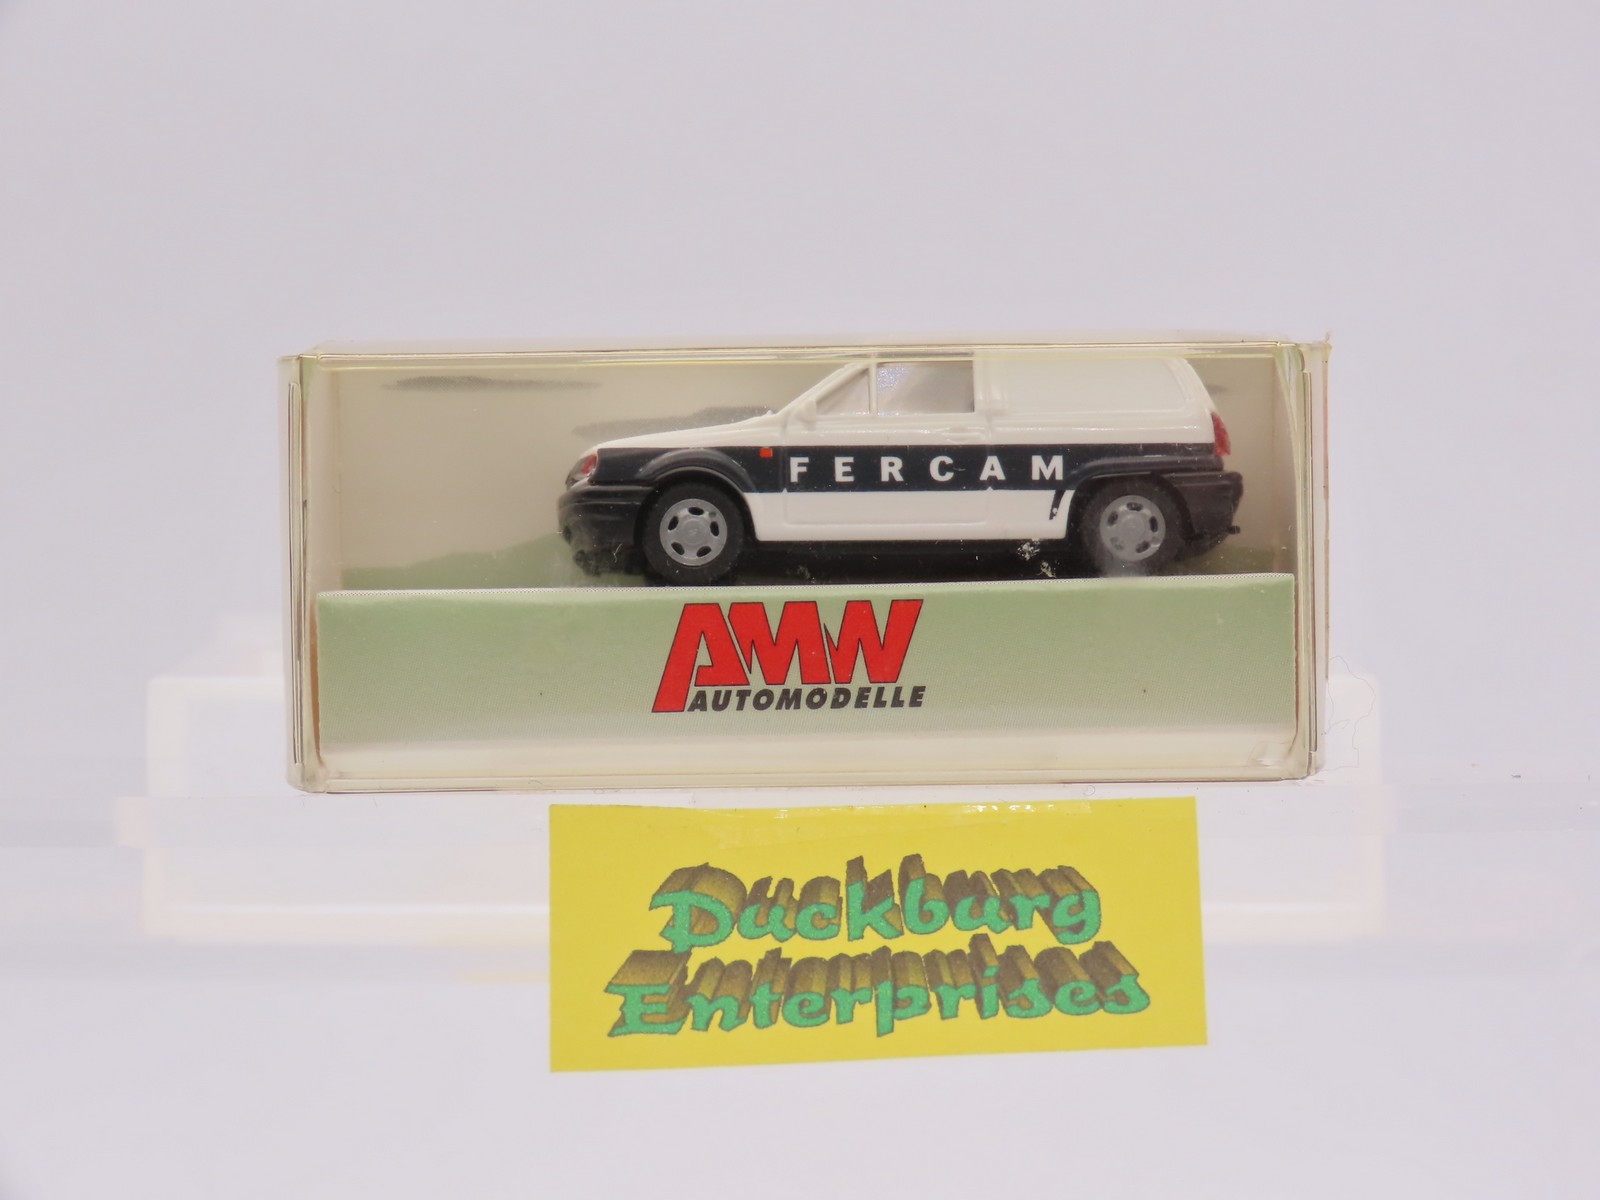 FERCAM
AMW
AUTOMODELLE
Duckburg
Enterprises